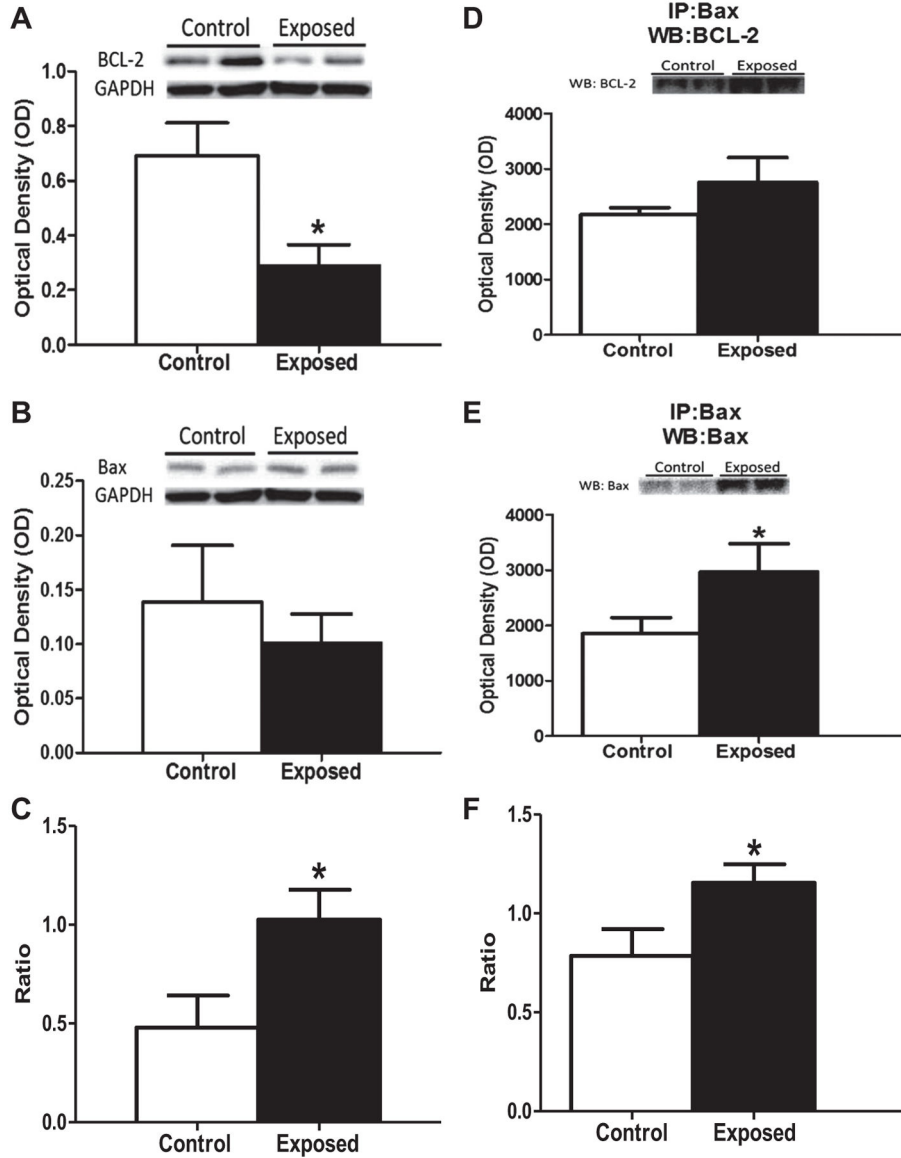 A
Control Exposed
BCL-2
GAPDH
Optical Density (OD)
1.0
0.8
0.6
0.4
0.2
0.0
*
Control Exposed
B
Control Exposed
Bax
GAPDH
Optical Density (OD)
0.25
0.20
0.15
0.10
0.05
0.00
Control Exposed
C
Ratio
1.5
1.0
0.5
0.0
*
Control Exposed
D
IP:Bax
WB:BCL-2
Control Exposed
WB: BCL-2
Optical Density (OD)
4000
3000
2000
1000
0
Control Exposed
E
IP:Bax
WB:Bax
Control Exposed
WB: Bax
Optical Density (OD)
4000
3000
2000
1000
0
*
Control Exposed
F
Ratio
1.5
1.0
0.5
0.0
*
Control Exposed